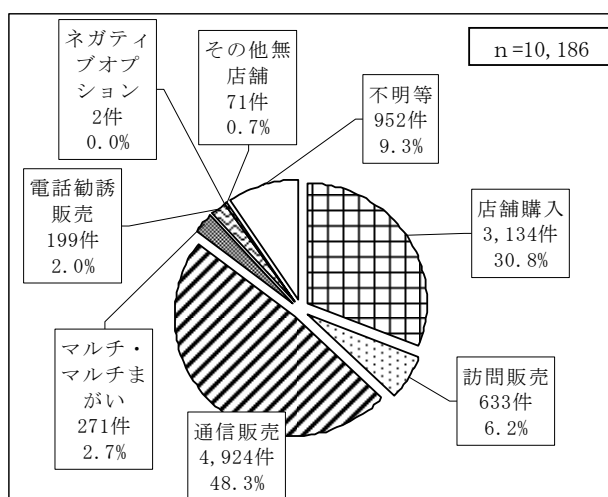 n=10,186
ネガティ
ブオプ
ション
2件
0.0%
その他無
店舗
71件
0.7%
不明等
952件
9.3%
店舗購入
3,134件
30.8%
訪問販売
633件
6.2%
通信販売
4,924件
48.3%
マルチ・
マルチま
がい
271件
2.7%
電話勧誘
販売
199件
2.0%